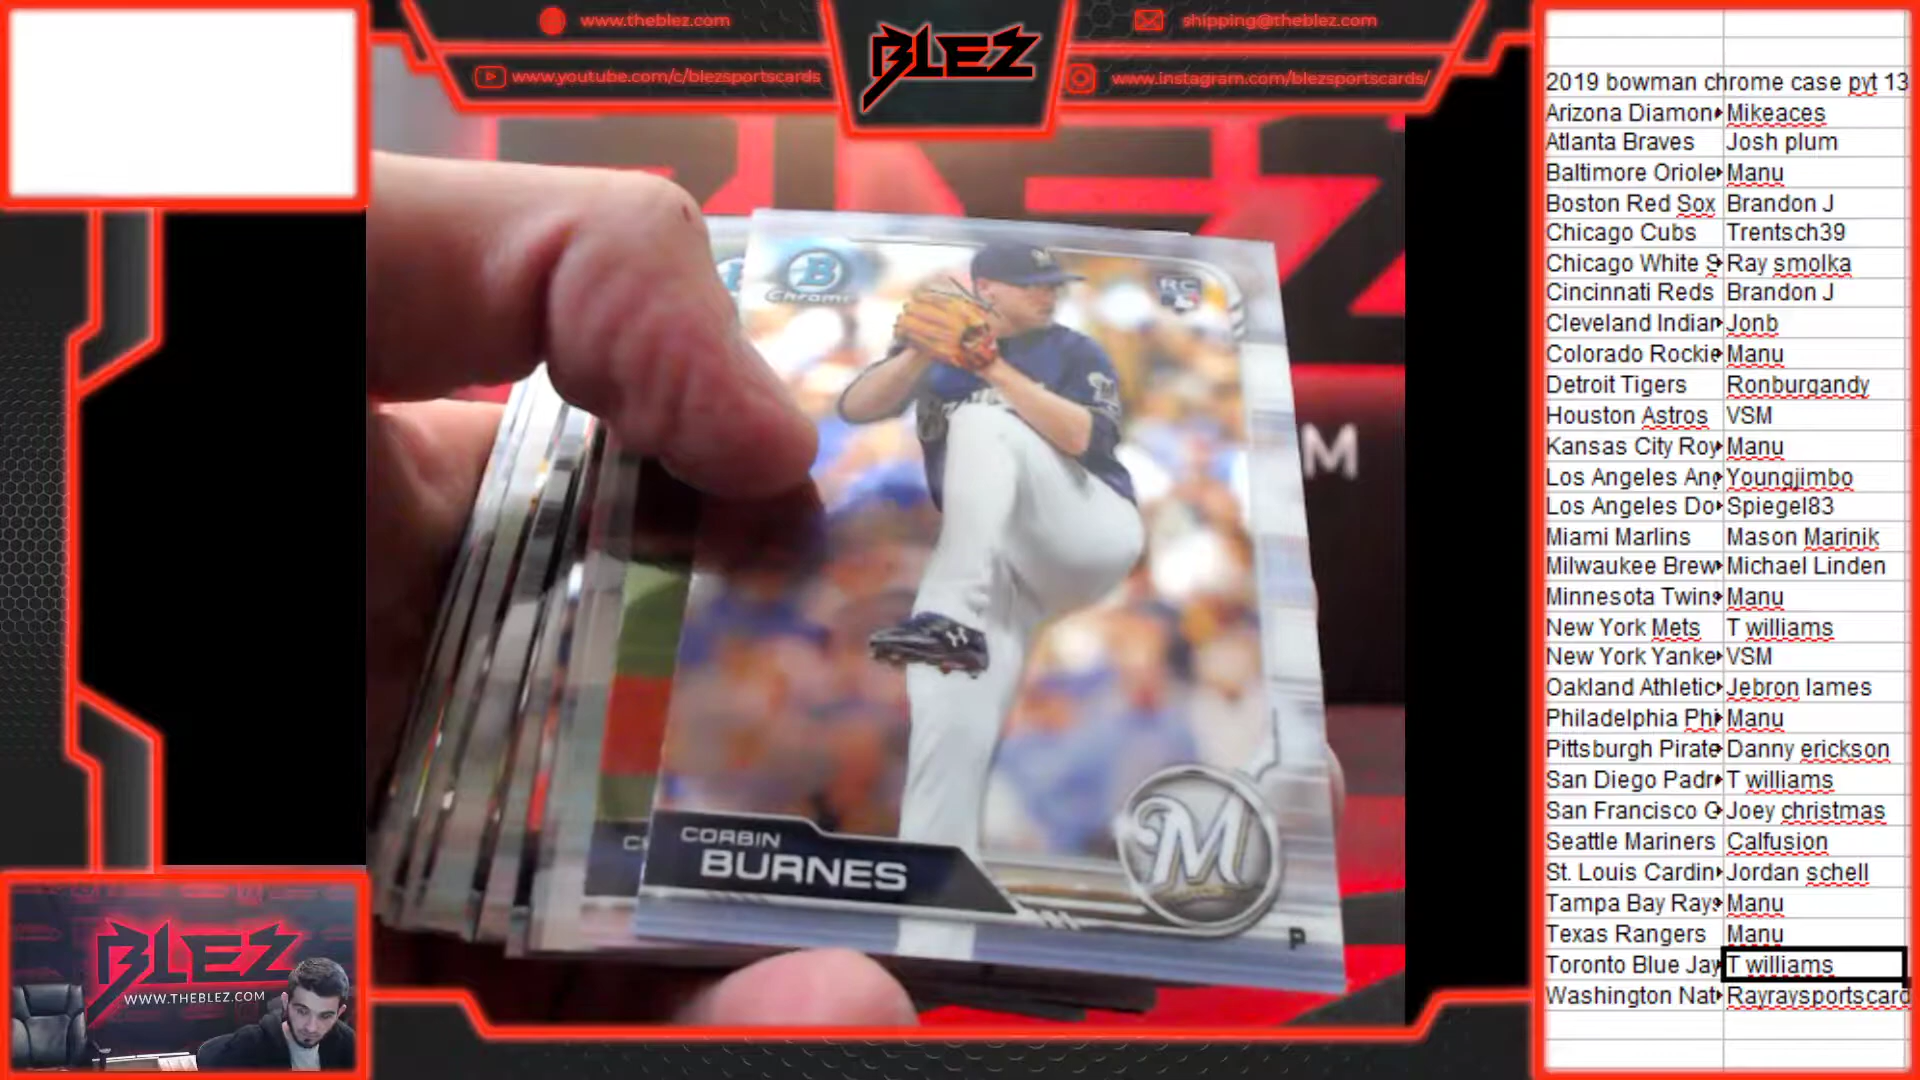 www.theblez.com
shipping@theblez.com
BLEZ
www.youtube.com/c/blezsportscards
www.instagram.com/blezsportscards/
B
Chrome
RC
M
CORBIN
BURNES
M
P
BLEZ
WWW.THEBLEZ.COM
2019 bowman chrome case pyt 13
Arizona Diamon Mikeaces
Atlanta Braves Josh plum
Baltimore Oriole Manu
Boston Red Sox Brandon J
Chicago Cubs Trentsch39
Chicago White S Ray smolka
Cincinnati Reds Brandon J
Cleveland Indian Jonb
Colorado Rockie Manu
Detroit Tigers Ronburgandy
Houston Astros VSM
Kansas City Roy Manu
Los Angeles Ang Youngjimbo
Los Angeles Do Spiegel83
Miami Marlins Mason Marinik
Milwaukee Brew Michael Linden
Minnesota Twins Manu
New York Mets T williams
New York Yanke VSM
Oakland Athletic Jebron lames
Philadelphia Phi Manu
Pittsburgh Pirate Danny erickson
San Diego Padr T williams
San Francisco G Joey christmas
Seattle Mariners Calfusion
St. Louis Cardin Jordan schell
Tampa Bay Rays Manu
Texas Rangers Manu
Toronto Blue Jay T williams
Washington Nat Rayraysportscard